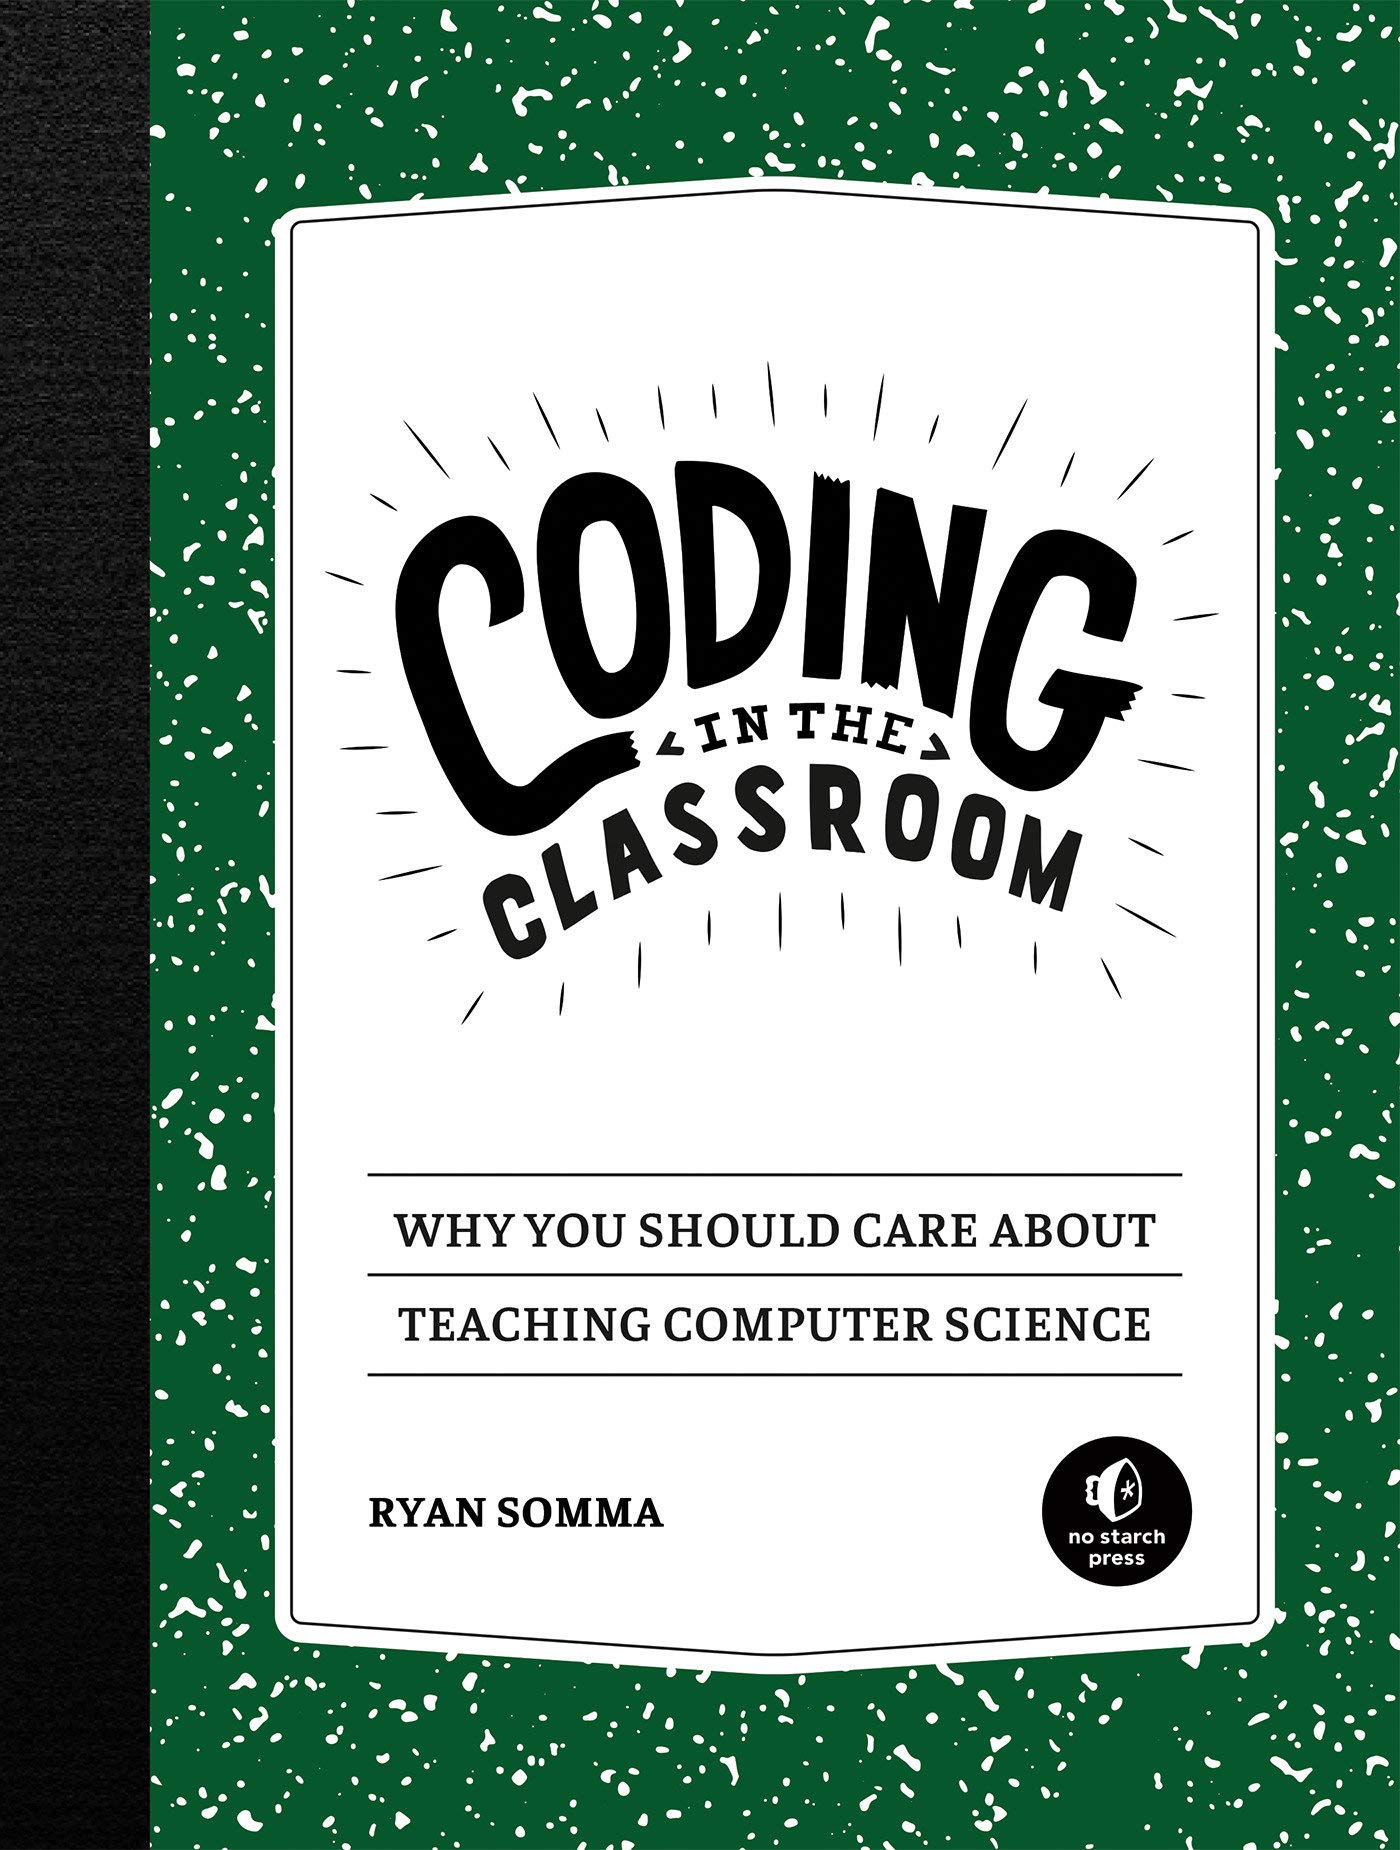 CODING
<IN THE>
CLASSROOM
WHY YOU SHOULD CARE ABOUT
TEACHING COMPUTER SCIENCE
RYAN SOMMA
no starch
press